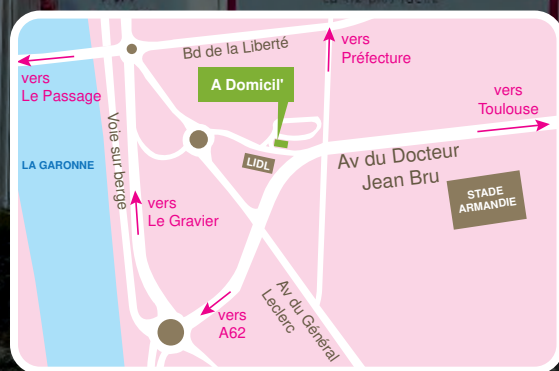 Bd de la Liberté
vers
Préfecture
vers
Le Passage
A Domicil'
vers
Toulouse
Voie sur berge
LA GARONNE
LIDL
Av du Docteur
Jean Bru
STADE
ARMANDIE
vers
Le Gravier
vers
A62
Av du Général
Leclerc